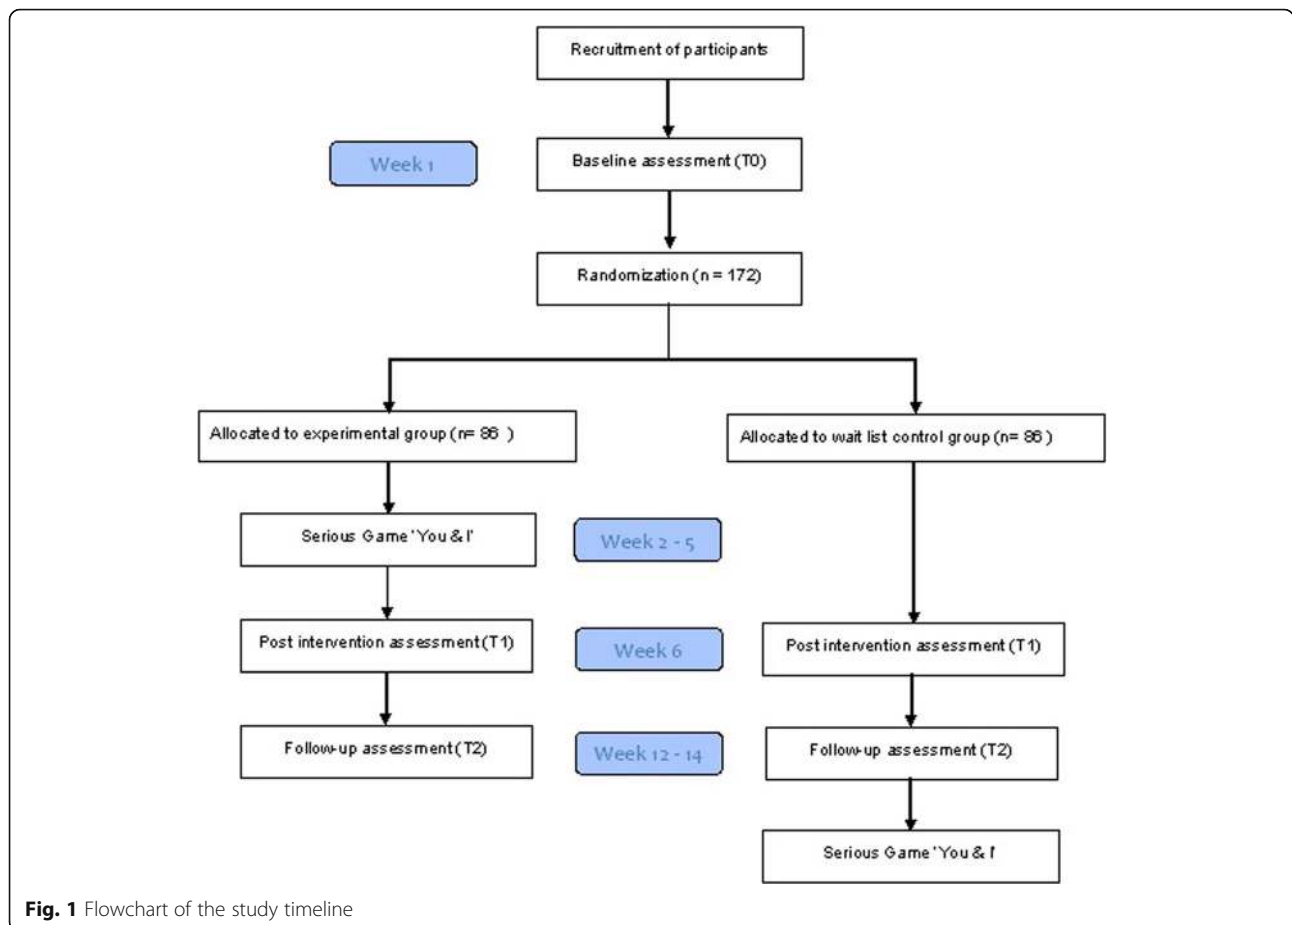 Recruitment of participants
Week 1
Baseline assessment (T0)
Randomization (n = 172)
Allocated to experimental group (n= 86 )
Allocated to wait list control group (n= 86 )
Serious Game 'You & I'
Week 2 - 5
Post intervention assessment (T1)
Week 6
Post intervention assessment (T1)
Follow-up assessment (T2)
Week 12 - 14
Follow-up assessment (T2)
Serious Game 'You & I'
Fig. 1 Flowchart of the study timeline